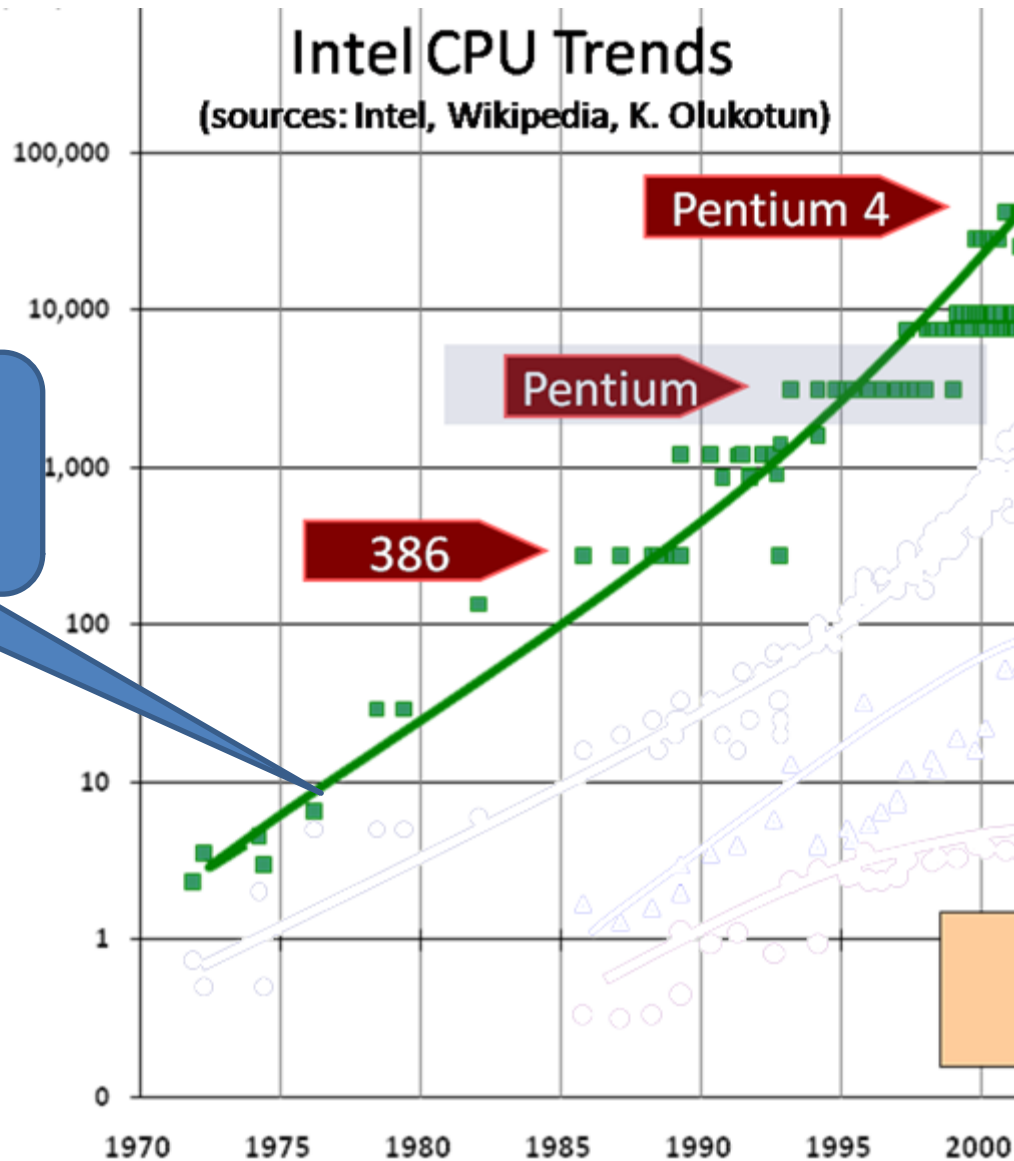 Intel CPU Trends
(sources: Intel, Wikipedia, K. Olukotun)
100,000
Pentium 4
10,000
Pentium
1,000
386
100
10
1
0
1970 1975 1980 1985 1990 1995 2000